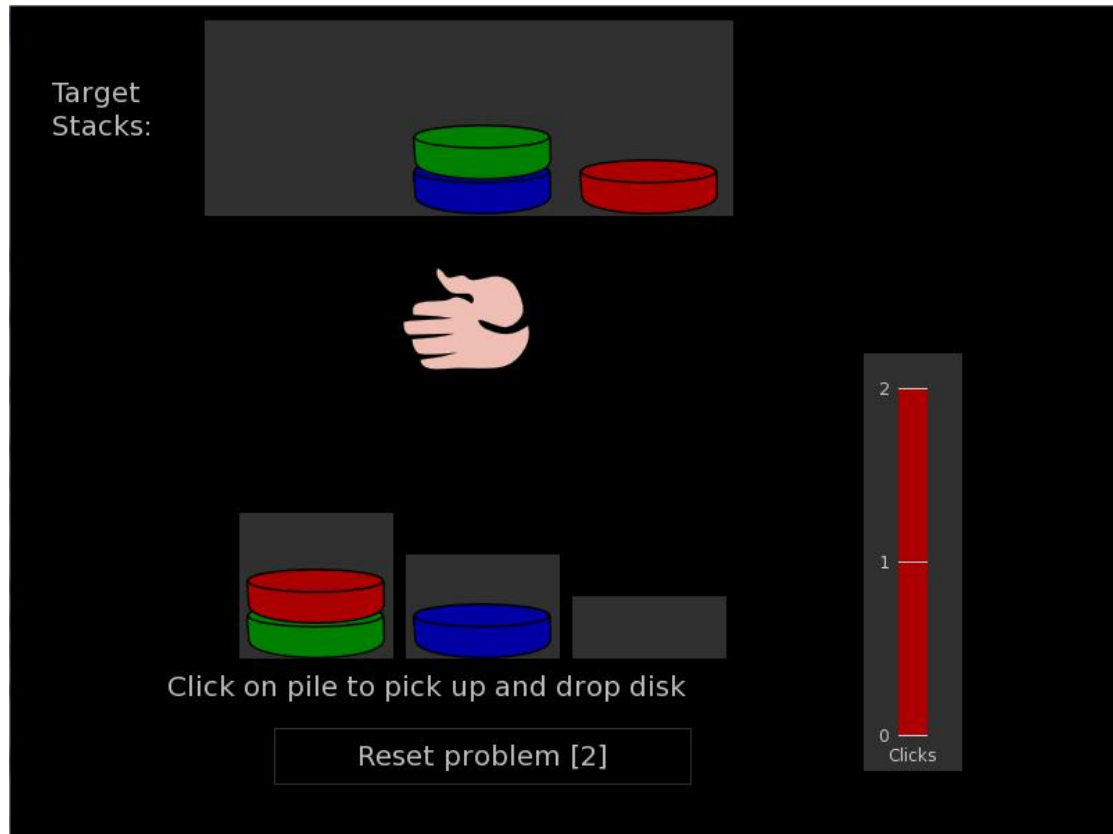 Target
Stacks:
2
1
0
Clicks
Click on pile to pick up and drop disk
Reset problem [2]